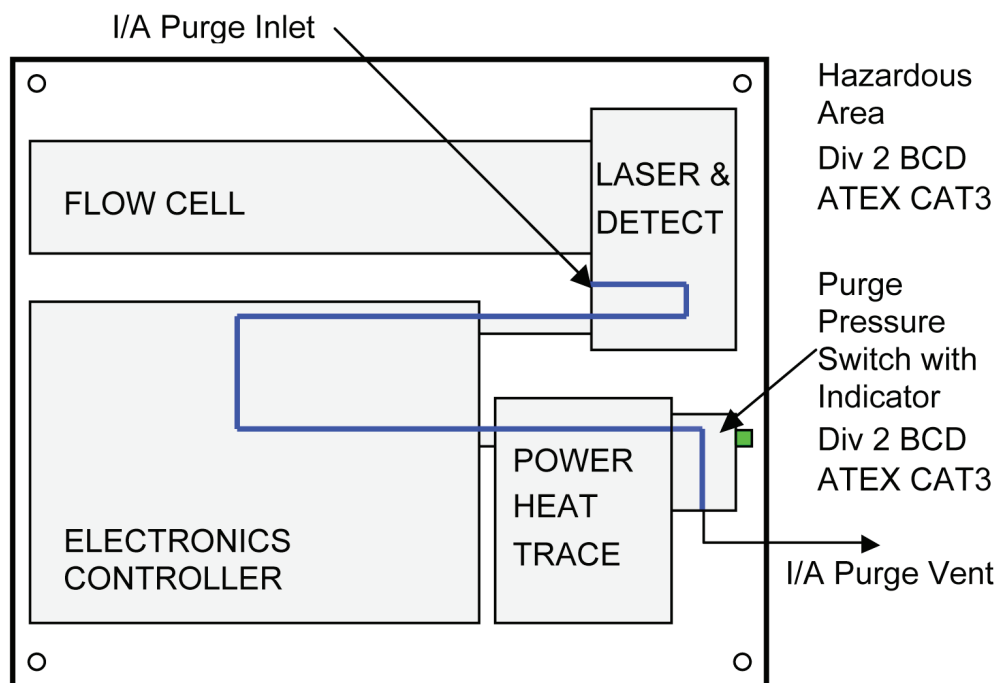 I/A Purge Inlet
Hazardous
Area
Div 2 BCD
ATEX CAT3
FLOW CELL
LASER &
DETECT
Purge
Pressure
Switch with
Indicator
Div 2 BCD
ATEX CAT3
POWER
HEAT
TRACE
ELECTRONICS
CONTROLLER
I/A Purge Vent